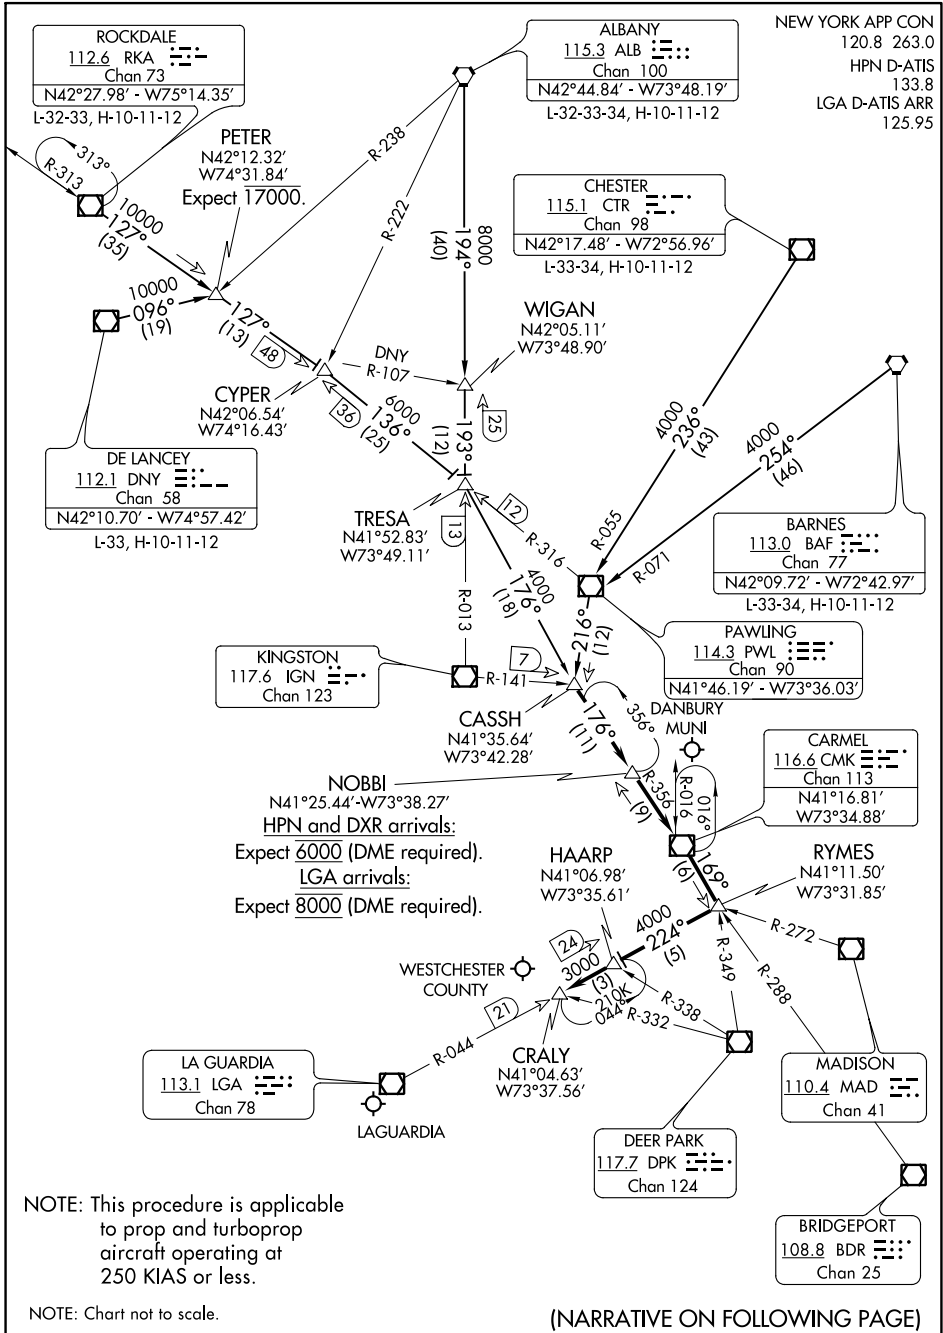 ROCKDALE
112.6 RKA
Chan 73
N42°27.98' - W75°14.35'
L-32-33, H-10-11-12
ALBANY
115.3 ALB
Chan 100
N42°44.84' - W73°48.19'
L-32-33-34, H-10-11-12
NEW YORK APP CON
120.8 263.0
HPN D-ATIS
133.8
LGA D-ATIS ARR
125.95
PETER
N42°12.32'
W74°31.84'
Expect 17000.
R-238
R-222
R-313
313°
10000
127°
(35)
8000
194°
(40)
CHESTER
115.1 CTR
Chan 98
N42°17.48' - W72°56.96'
L-33-34, H-10-11-12
10000
096°
(19)
127°
(13)
48
DNY
R-107
WIGAN
N42°05.11'
W73°48.90'
CYPER
N42°06.54'
W74°16.43'
36
6000
136°
(25)
193°
(12)
25
4000
236°
(43)
4000
254°
(46)
DE LANCEY
112.1 DNY
Chan 58
N42°10.70' - W74°57.42'
L-33, H-10-11-12
TRESA
N41°52.83'
W73°49.11'
13
12
R-316
R-055
R-071
BARNES
113.0 BAF
Chan 77
N42°09.72' - W72°42.97'
L-33-34, H-10-11-12
R-013
4000
176°
(18)
216°
(12)
PAWLING
114.3 PWL
Chan 90
N41°46.19' - W73°36.03'
KINGSTON
117.6 IGN
Chan 123
R-141
7
CASSH
N41°35.64'
W73°42.28'
176°
(11)
356°
DANBURY
MUNI
NOBBI
N41°25.44'-W73°38.27'
HPN and DXR arrivals:
Expect 6000 (DME required).
LGA arrivals:
Expect 8000 (DME required).
R-356
(9)
R-016
016°
CARMEL
116.6 CMK
Chan 113
N41°16.81'
W73°34.88'
HAARP
N41°06.98'
W73°35.61'
169°
(6)
RYMES
N41°11.50'
W73°31.85'
4000
224°
(5)
R-272
R-349
R-288
WESTCHESTER
COUNTY
24
3000
(3)
210K
044°
R-338
R-332
21
R-044
CRALY
N41°04.63'
W73°37.56'
LA GUARDIA
113.1 LGA
Chan 78
LAGUARDIA
MADISON
110.4 MAD
Chan 41
DEER PARK
117.7 DPK
Chan 124
BRIDGEPORT
108.8 BDR
Chan 25
NOTE: This procedure is applicable
to prop and turboprop
aircraft operating at
250 KIAS or less.
NOTE: Chart not to scale.
(NARRATIVE ON FOLLOWING PAGE)